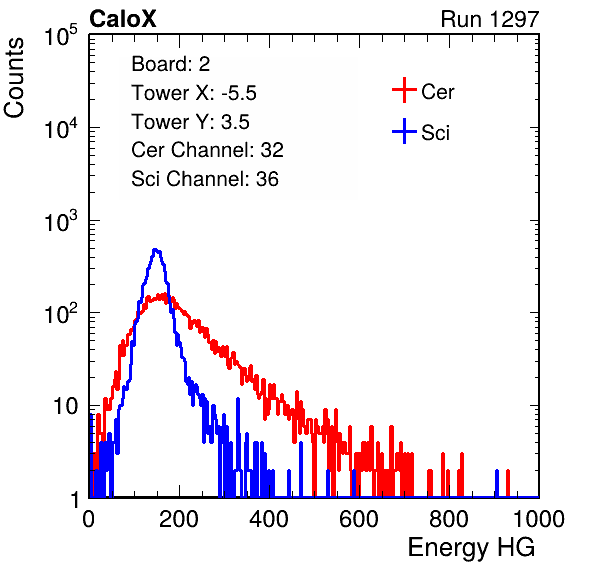 CaloX Run 1297
Counts
Board: 2
Tower X: -5.5
Tower Y: 3.5
Cer Channel: 32
Sci Channel: 36
Cer
Sci
10^5
10^4
10^3
10^2
10
1
0 200 400 600 800 1000
Energy HG